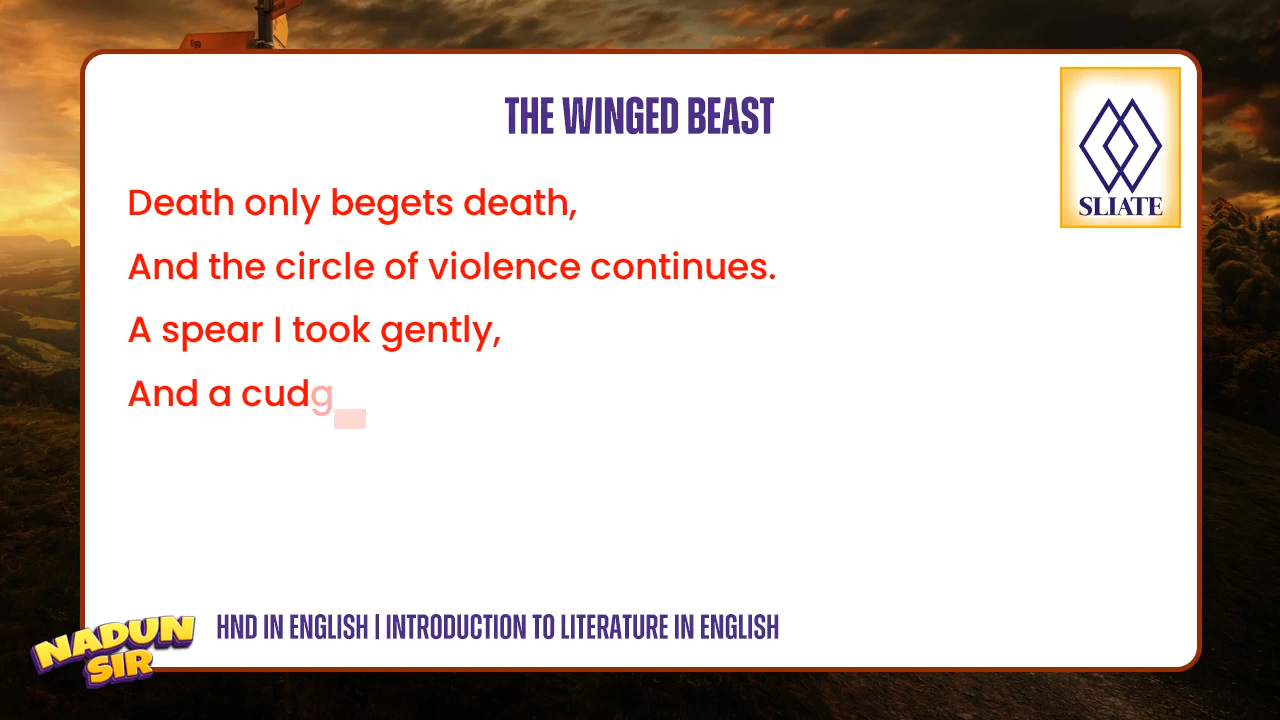 Egg
THE WINGED BEAST
SLIATE
Death only begets death,
And the circle of violence continues.
A spear I took gently,
And a cudg
NADUN
SIR
HND IN ENGLISH | INTRODUCTION TO LITERATURE IN ENGLISH